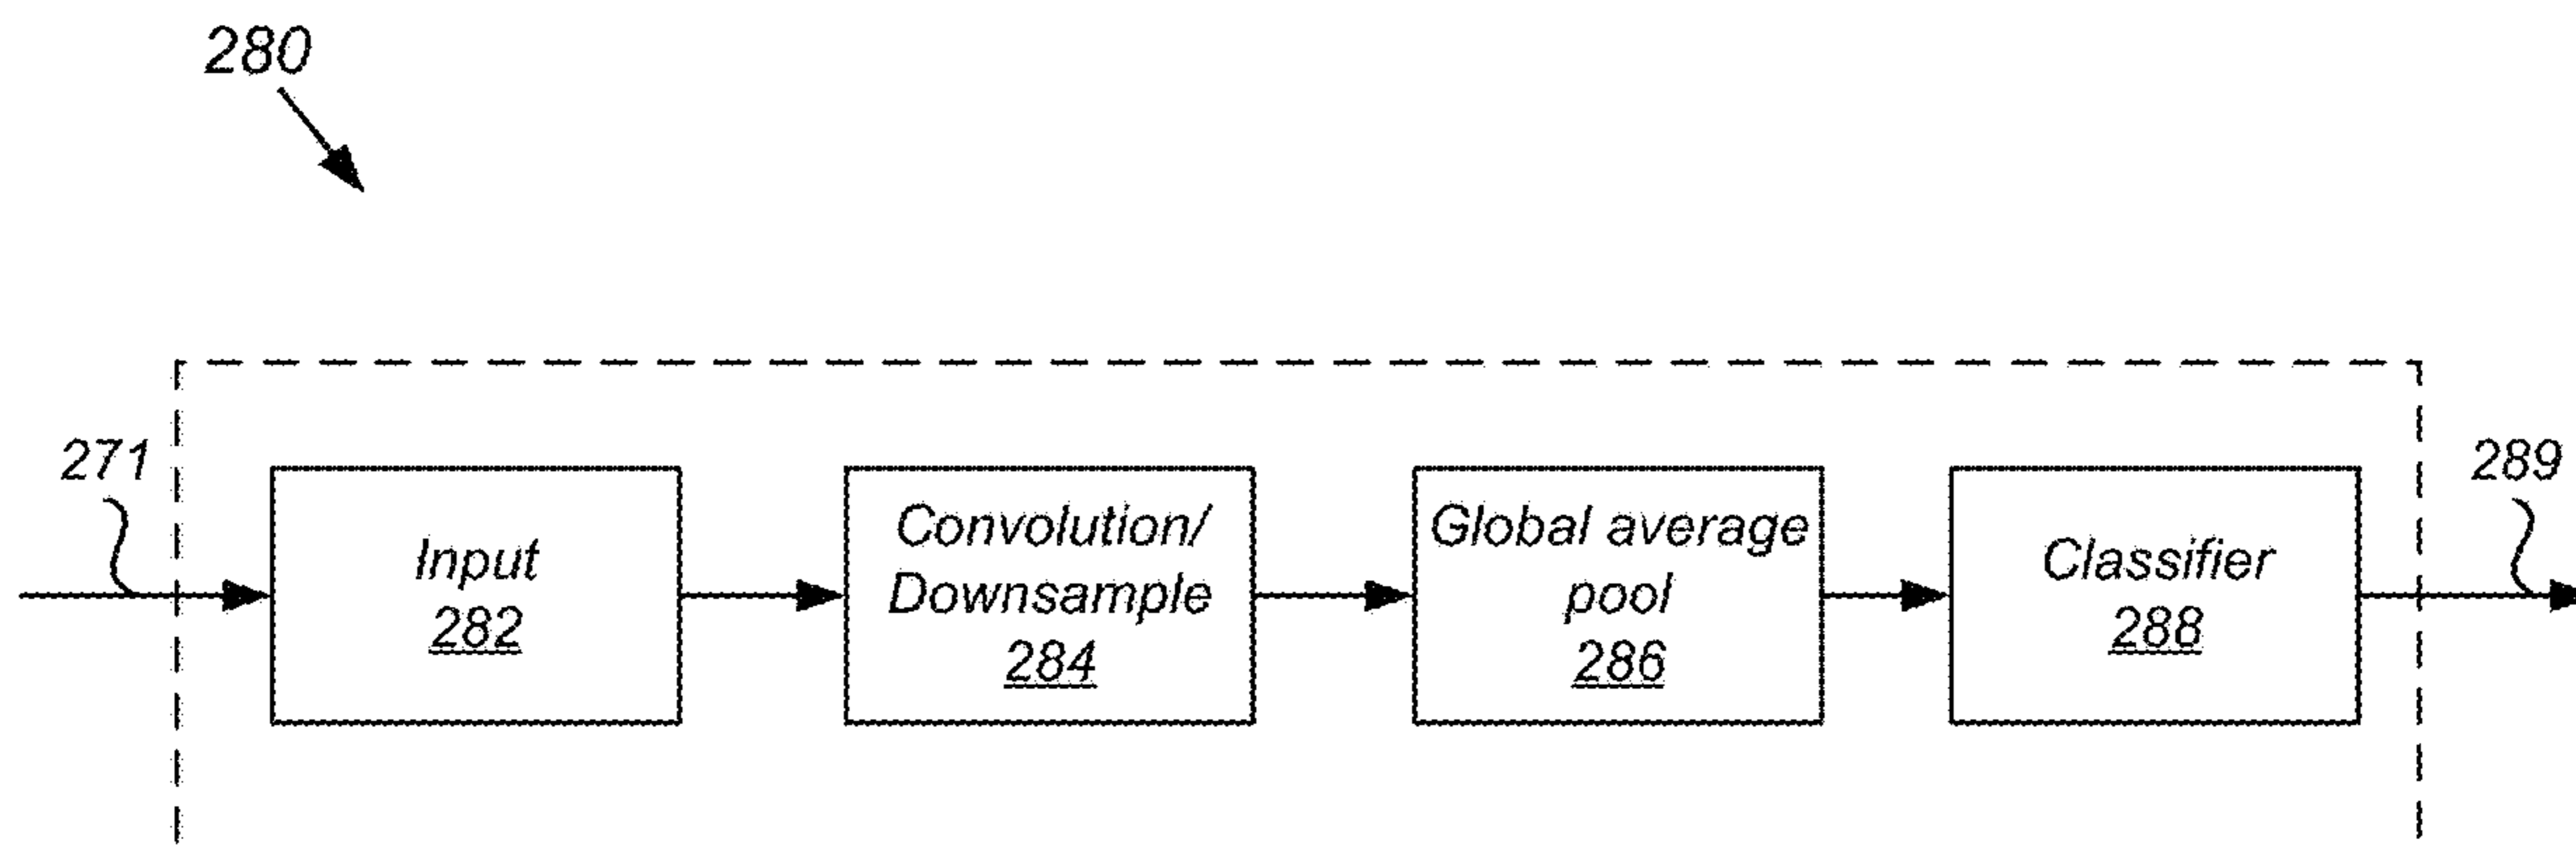 280
271
289
Input
282
Convolution/
Downsample
284
Global average
pool
286
Classifier
288